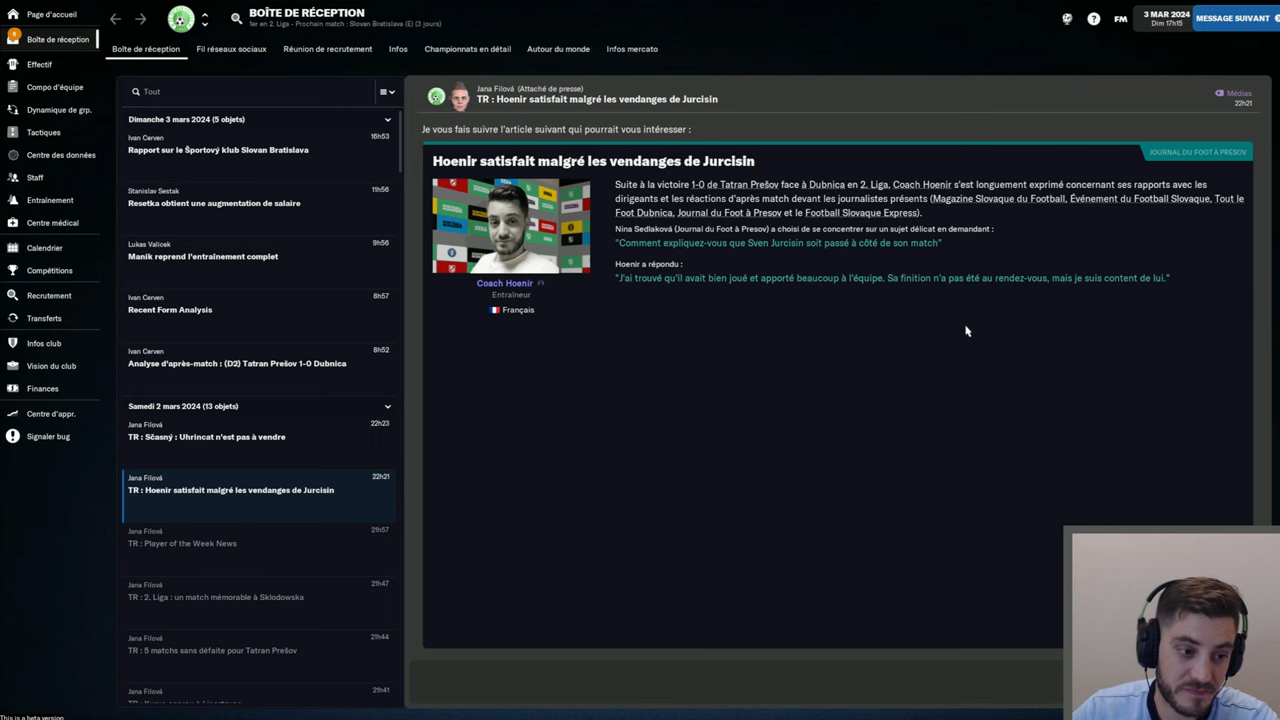 Page d'accueil
Boîte de réception
Effectif
Compo d'équipe
Dynamique de grp.
Tactiques
Centre des données
Staff
Entraînement
Centre médical
Calendrier
Compétitions
Recrutement
Transferts
Infos club
Vision du club
Finances
Centre d'appr.
Signaler bug
This is a beta version
BOÎTE DE RÉCEPTION
1er en 2. Liga - Prochain match : Slovan Bratislava (E) (3 jours)
FM
3 MAR 2024
Dim 17h15
MESSAGE SUIVANT
Boîte de réception
Fil réseaux sociaux
Réunion de recrutement
Infos
Championnats en détail
Autour du monde
Infos mercato
Tout
Dimanche 3 mars 2024 (5 objets)
Ivan Cerven 16h53
Rapport sur le Športový klub Slovan Bratislava
Stanislav Sestak 11h56
Resetka obtient une augmentation de salaire
Lukas Valicek 9h56
Manik reprend l'entraînement complet
Ivan Cerven 8h57
Recent Form Analysis
Ivan Cerven 8h52
Analyse d'après-match : (D2) Tatran Prešov 1-0 Dubnica
Samedi 2 mars 2024 (13 objets)
Jana Filová 22h23
TR : Ščasný : Uhrincat n'est pas à vendre
Jana Filová 22h21
TR : Hoenir satisfait malgré les vendanges de Jurcisin
Jana Filová 21h57
TR : Player of the Week News
Jana Filová 21h47
TR : 2. Liga : un match mémorable à Sklodowska
Jana Filová 21h44
TR : 5 matchs sans défaite pour Tatran Prešov
Jana Filová 21h41
Jana Filová (Attaché de presse)
TR : Hoenir satisfait malgré les vendanges de Jurcisin
Médias
22h21
Je vous fais suivre l'article suivant qui pourrait vous intéresser :
JOURNAL DU FOOT À PRESOV
Hoenir satisfait malgré les vendanges de Jurcisin
Coach Hoenir
Entraîneur
Français
Suite à la victoire 1-0 de Tatran Prešov face à Dubnica en 2. Liga, Coach Hoenir s'est longuement exprimé concernant ses rapports avec les
dirigeants et les réactions d'après match devant les journalistes présents (Magazine Slovaque du Football, Événement du Football Slovaque, Tout le
Foot Dubnica, Journal du Foot à Presov et le Football Slovaque Express).
Nina Sedlaková (Journal du Foot à Presov) a choisi de se concentrer sur un sujet délicat en demandant :
"Comment expliquez-vous que Sven Jurcisin soit passé à côté de son match"
Hoenir a répondu :
"J'ai trouvé qu'il avait bien joué et apporté beaucoup à l'équipe. Sa finition n'a pas été au rendez-vous, mais je suis content de lui."